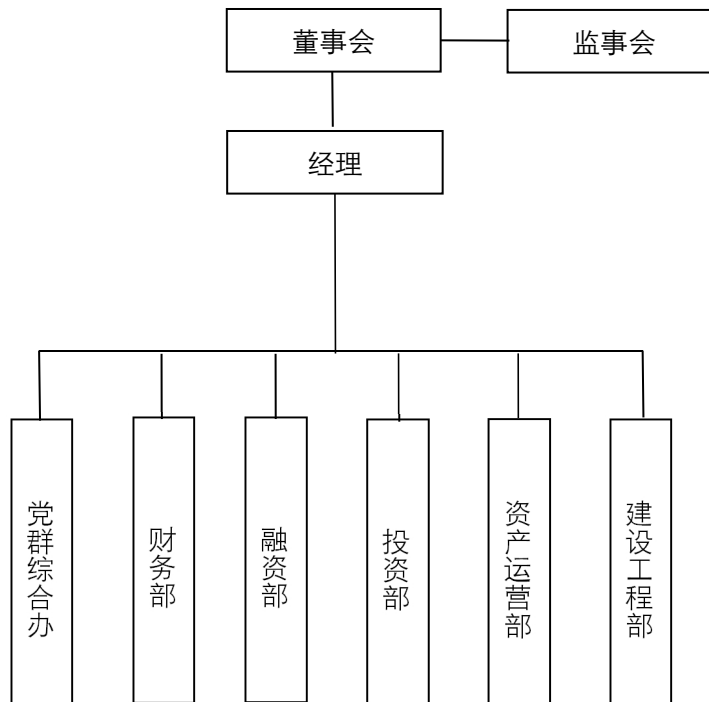 董事会
监事会
经理
党群综合办
财务部
融资部
投资部
资产运营部
建设工程部